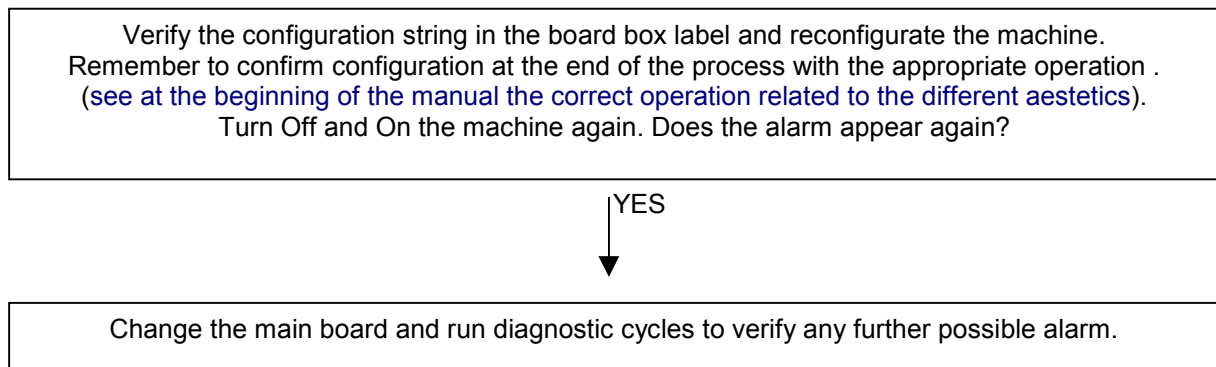 Verify the configuration string in the board box label and reconfigurate the machine.
Remember to confirm configuration at the end of the process with the appropriate operation .
(see at the beginning of the manual the correct operation related to the different aestetics).
Turn Off and On the machine again. Does the alarm appear again?
YES
Change the main board and run diagnostic cycles to verify any further possible alarm.